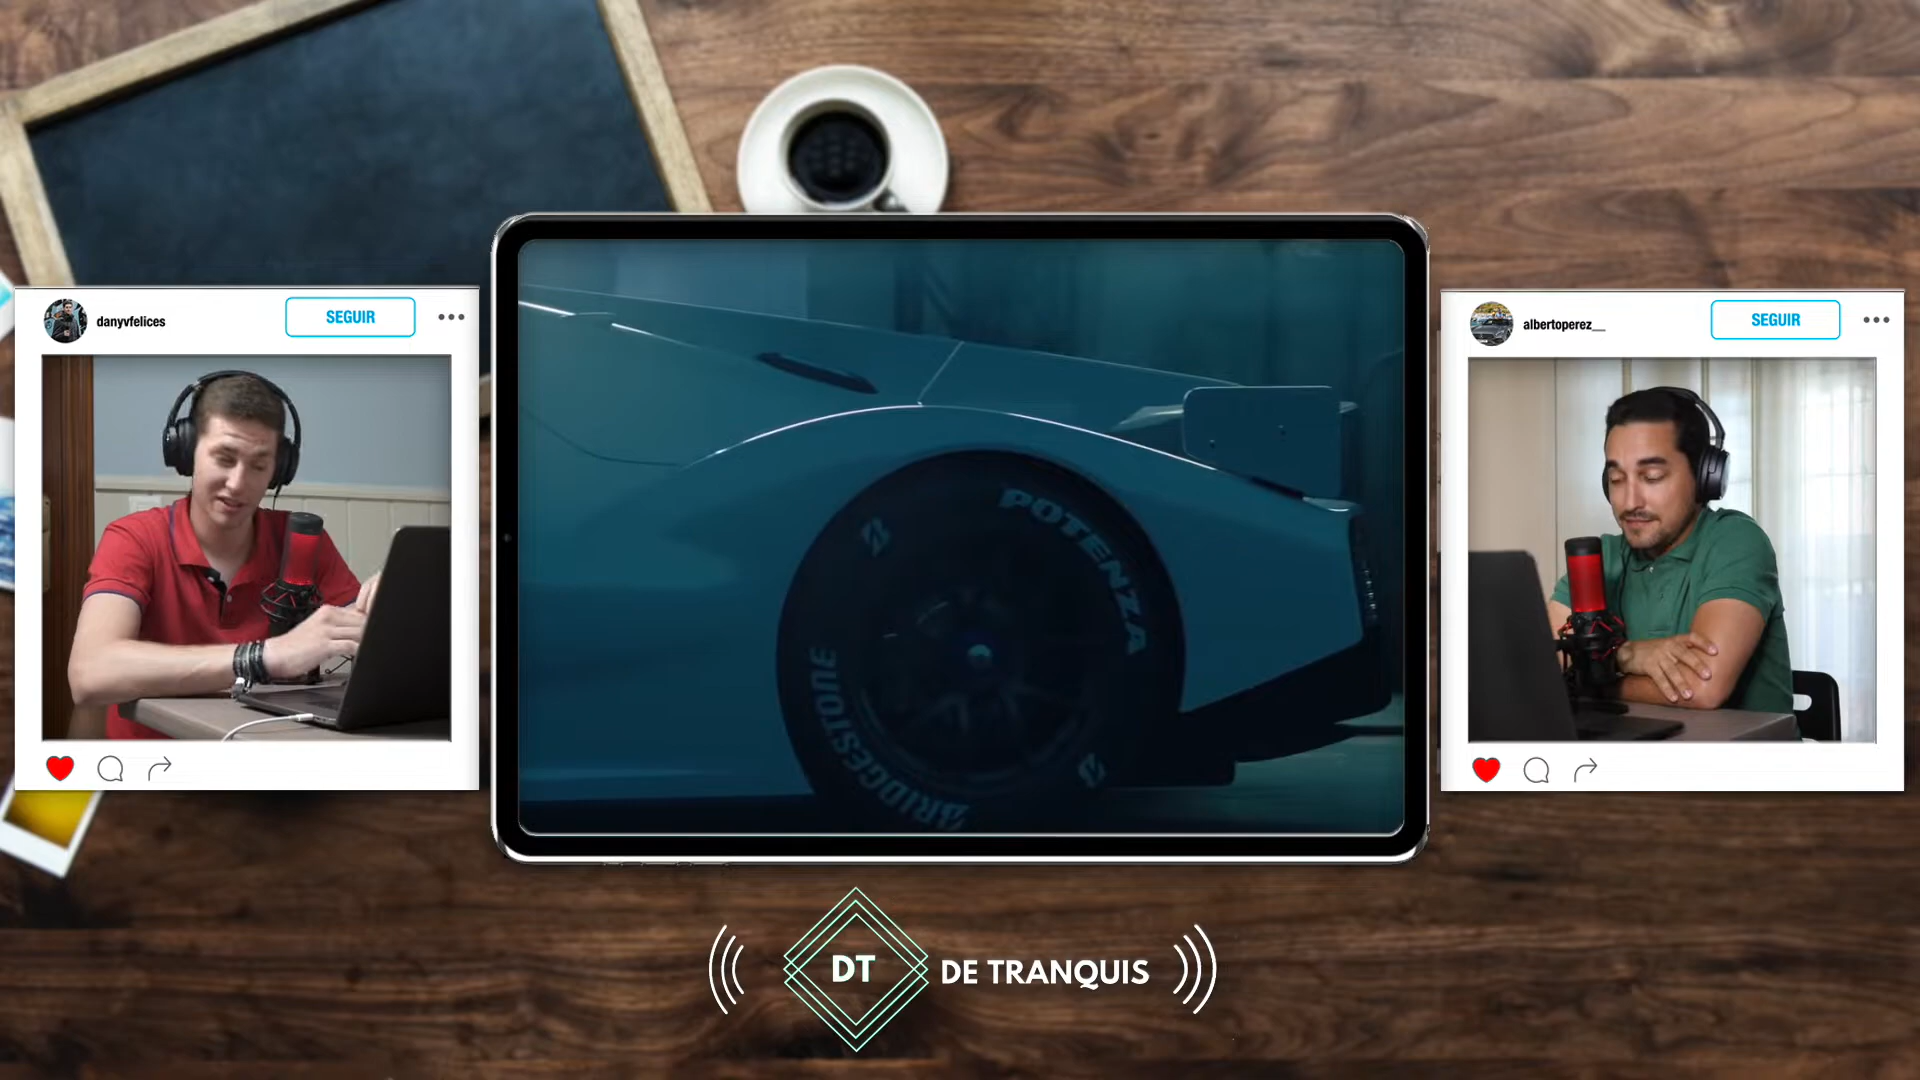 danyvfelices
SEGUIR
albertoperez__
SEGUIR
POTENZA
BRIDGESTONE
DT
DE TRANQUIS